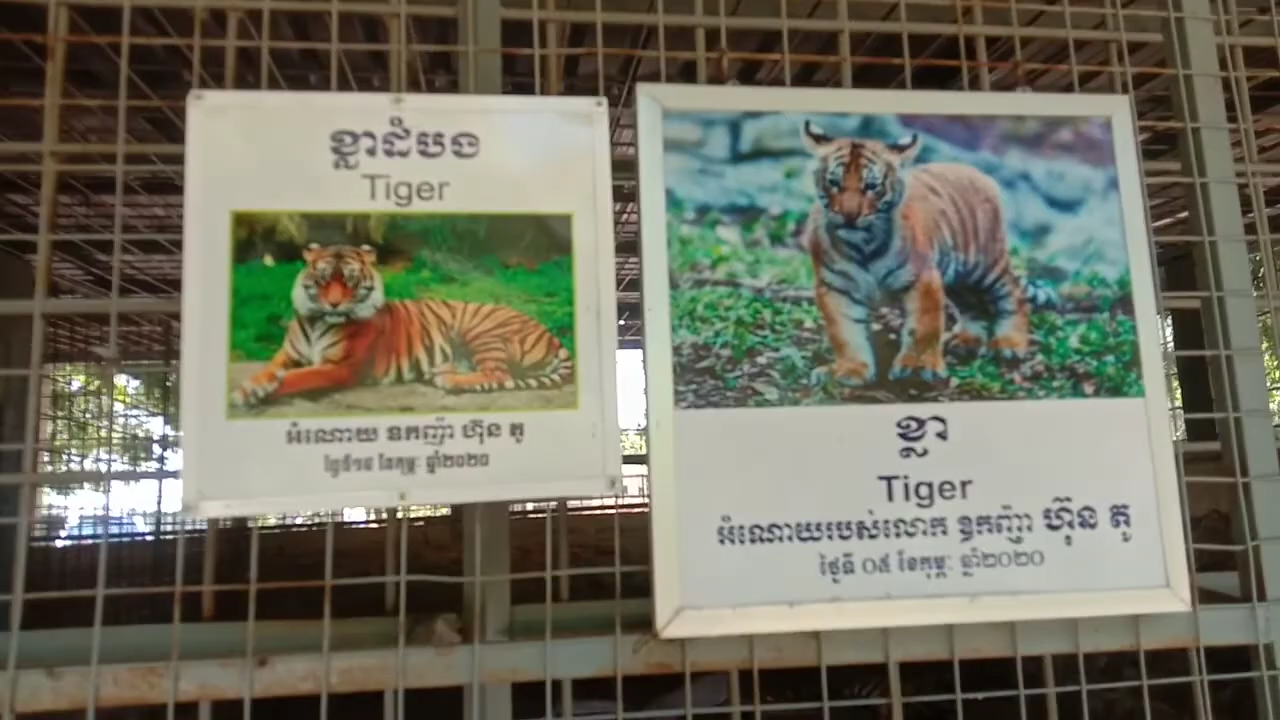 ខ្លាដំបង
Tiger
អំណោយ ឧកញ៉ា ហ៊ុន តូ
ខែកុម្ភៈ ឆ្នាំ២០២០
ខ្លា
Tiger
អំណោយរបស់លោក ឧកញ៉ា ហ៊ុន តូ
ថ្ងៃទី ០៥ ខែកុម្ភៈ ឆ្នាំ២០២០